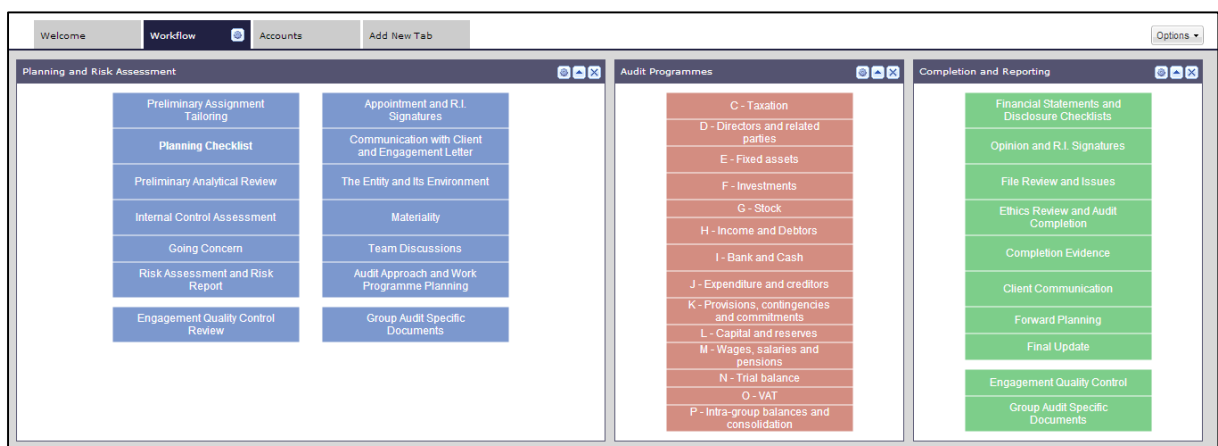 Welcome
Workflow
Accounts
Add New Tab
Options
Planning and Risk Assessment
Preliminary Assignment
Tailoring
Appointment and R.I.
Signatures
Planning Checklist
Communication with Client
and Engagement Letter
Preliminary Analytical Review
The Entity and Its Environment
Internal Control Assessment
Materiality
Going Concern
Team Discussions
Risk Assessment and Risk
Report
Audit Approach and Work
Programme Planning
Engagement Quality Control
Review
Group Audit Specific
Documents
Audit Programmes
C - Taxation
D - Directors and related
parties
E - Fixed assets
F - Investments
G - Stock
H - Income and Debtors
I - Bank and Cash
J - Expenditure and creditors
K - Provisions, contingencies
and commitments
L - Capital and reserves
M - Wages, salaries and
pensions
N - Trial balance
O - VAT
P - Intra-group balances and
consolidation
Completion and Reporting
Financial Statements and
Disclosure Checklists
Opinion and R.I. Signatures
File Review and Issues
Ethics Review and Audit
Completion
Completion Evidence
Client Communication
Forward Planning
Final Update
Engagement Quality Control
Group Audit Specific
Documents